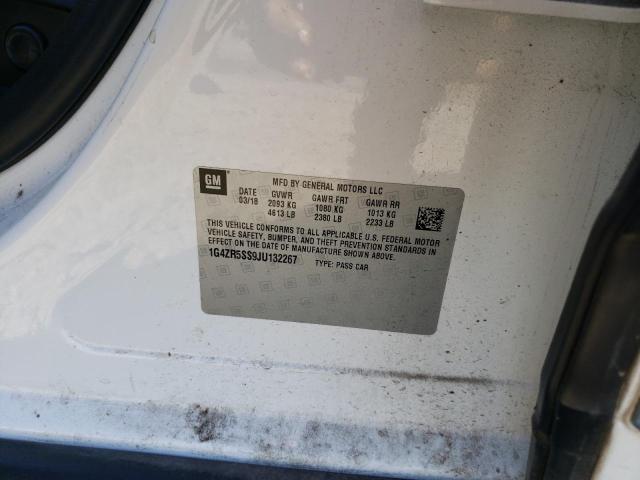 GM
MFD BY GENERAL MOTORS LLC
DATE GVWR GAWR FRT GAWR RR
03/18 2093 KG 1080 KG 1013 KG
4613 LB 2380 LB 2233 LB
THIS VEHICLE CONFORMS TO ALL APPLICABLE U.S. FEDERAL MOTOR
VEHICLE SAFETY, BUMPER, AND THEFT PREVENTION STANDARDS IN
EFFECT ON THE DATE OF MANUFACTURE SHOWN ABOVE.
1G4ZR5SS9JU132267
TYPE: PASS CAR